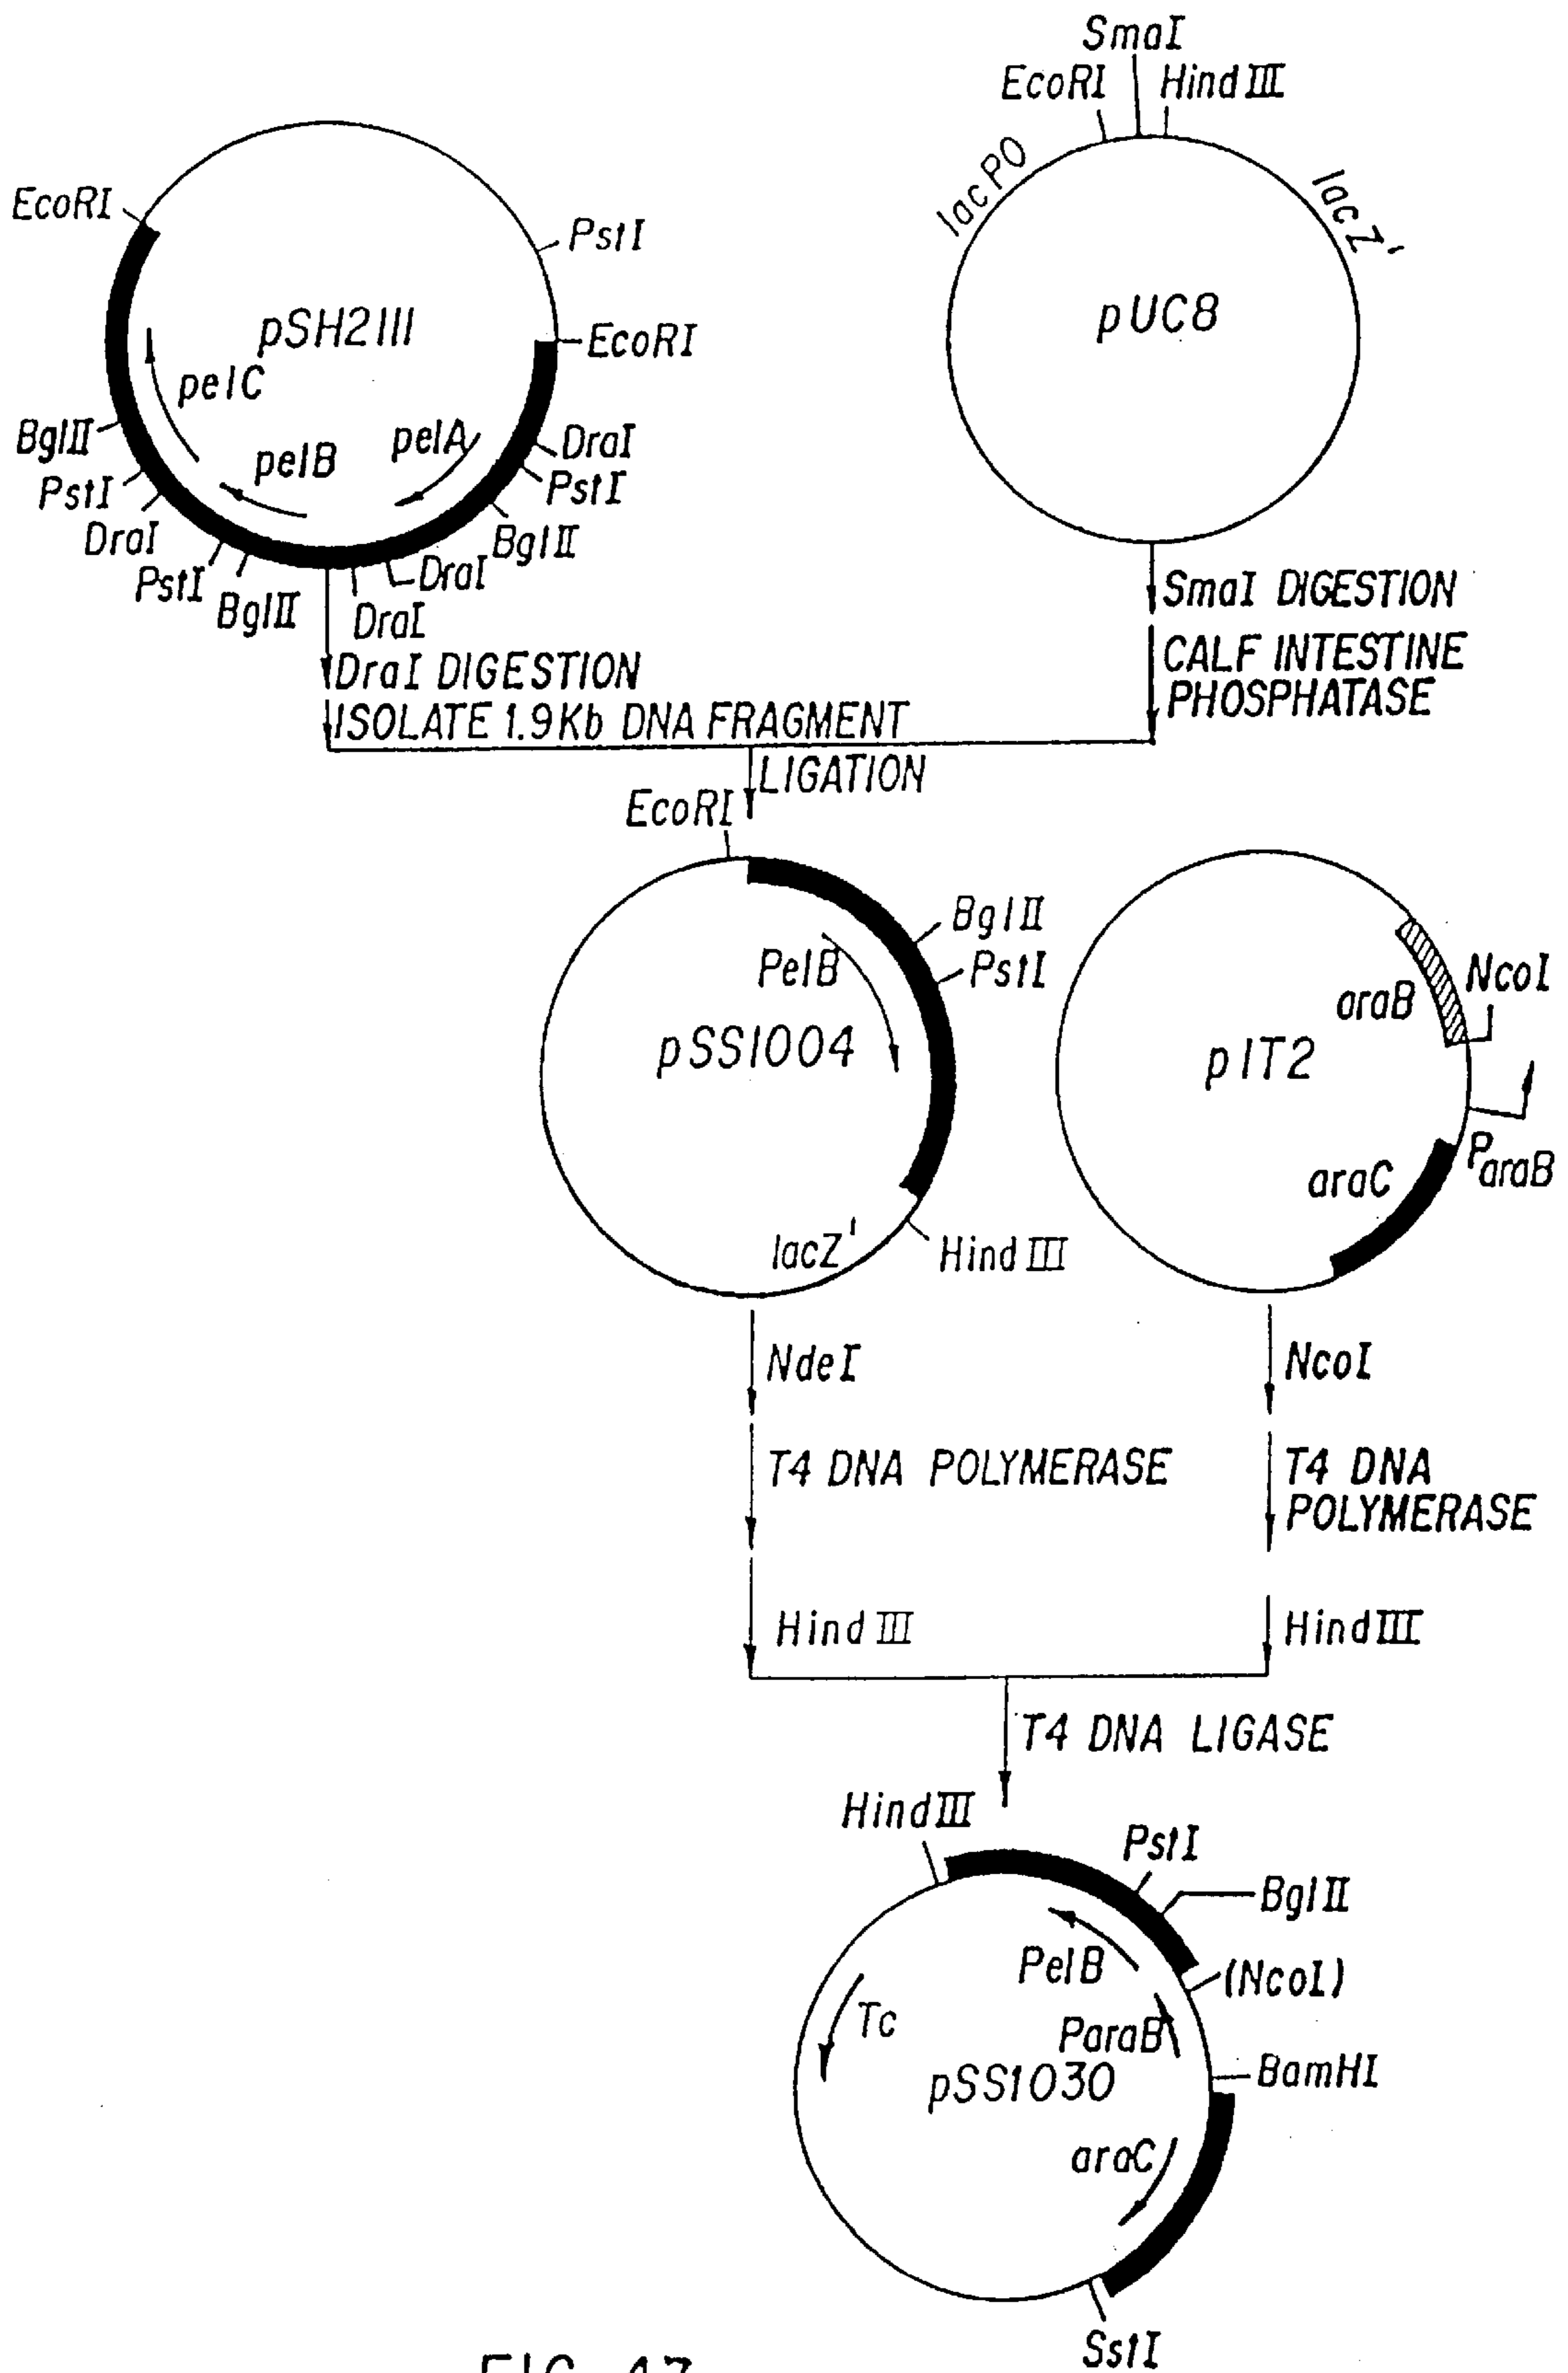 SmaI
EcoRI
HindIII
lacPO
lacZ'
pUC8
EcoRI
PstI
pSH2111
EcoRI
pelC
BglII
pelA
DraI
pelB
PstI
PstI
DraI
BglII
PstI
BglII
DraI
DraI
DraI DIGESTION
ISOLATE 1.9Kb DNA FRAGMENT
SmaI DIGESTION
CALF INTESTINE
PHOSPHATASE
LIGATION
EcoRI
BglII
PstI
PelB
pSS1004
lacZ'
HindIII
araB
NcoI
pIT2
ParaB
araC
NdeI
NcoI
T4 DNA POLYMERASE
T4 DNA
POLYMERASE
HindIII
HindIII
T4 DNA LIGASE
HindIII
PstI
BglII
PelB
(NcoI)
Tc
ParaB
pSS1030
BamHI
araC
SstI